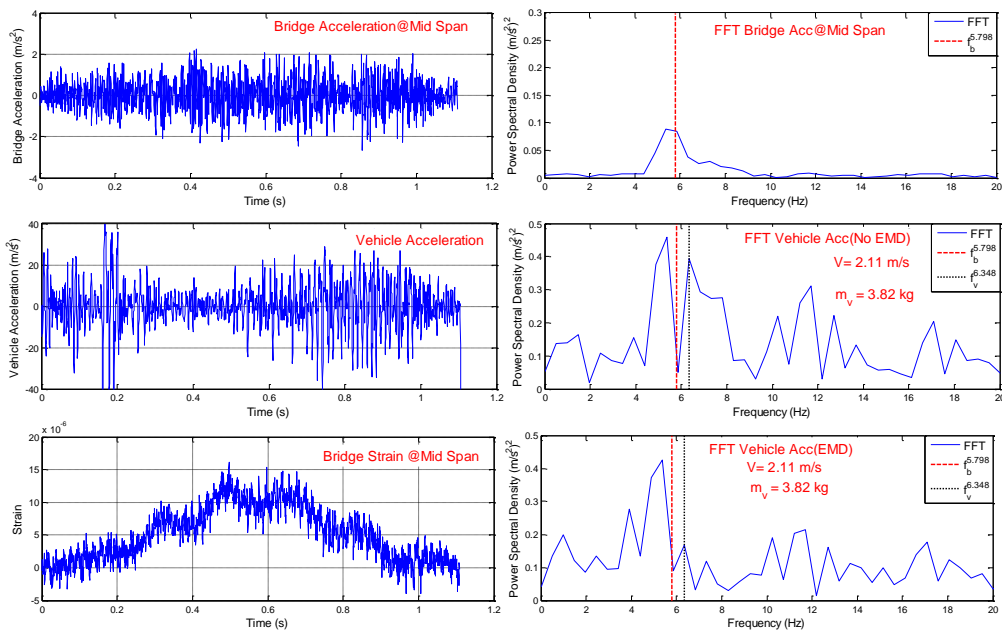 Bridge Acceleration@Mid Span
Bridge Acceleration (m/s²)
4
2
0
-2
-4
0 0.2 0.4 0.6 0.8 1 1.2
Time (s)
FFT Bridge Acc@Mid Span
FFT
f_b^5.798
Power Spectral Density (m/s²)²
0.3
0.25
0.2
0.15
0.1
0.05
0
0 2 4 6 8 10 12 14 16 18 20
Frequency (Hz)
Vehicle Acceleration
Vehicle Acceleration (m/s²)
40
20
0
-20
-40
0 0.2 0.4 0.6 0.8 1 1.2
Time (s)
FFT Vehicle Acc(No EMD)
V= 2.11 m/s
m_v = 3.82 kg
FFT
f_b^5.798
f_v^6.348
Power Spectral Density (m/s²)²
0.5
0.4
0.3
0.2
0.1
0
0 2 4 6 8 10 12 14 16 18 20
Frequency (Hz)
x 10^-6
Bridge Strain @Mid Span
Strain
20
15
10
5
0
-5
0 0.2 0.4 0.6 0.8 1 1.2
Time (s)
FFT Vehicle Acc(EMD)
V= 2.11 m/s
m_v = 3.82 kg
FFT
f_b^5.798
f_v^6.348
Power Spectral Density (m/s²)²
0.5
0.4
0.3
0.2
0.1
0
0 2 4 6 8 10 12 14 16 18 20
Frequency (Hz)